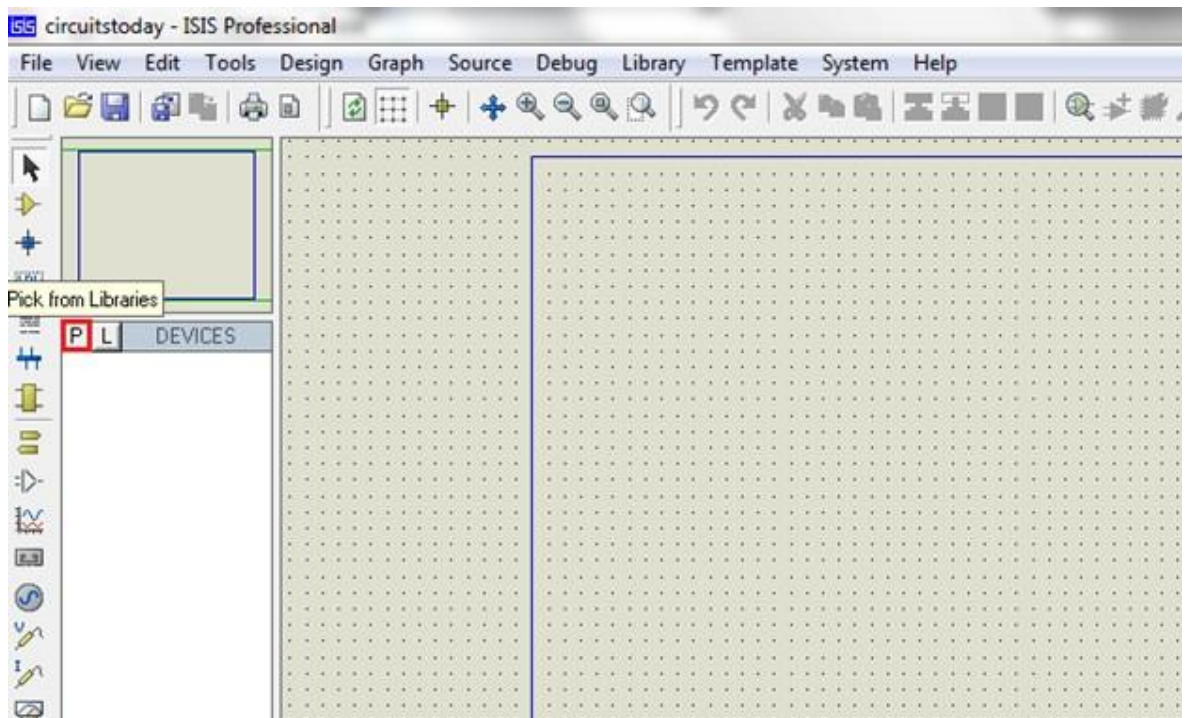 ISIS circuitstoday - ISIS Professional
File View Edit Tools Design Graph Source Debug Library Template System Help
Pick from Libraries
P L DEVICES
V
I